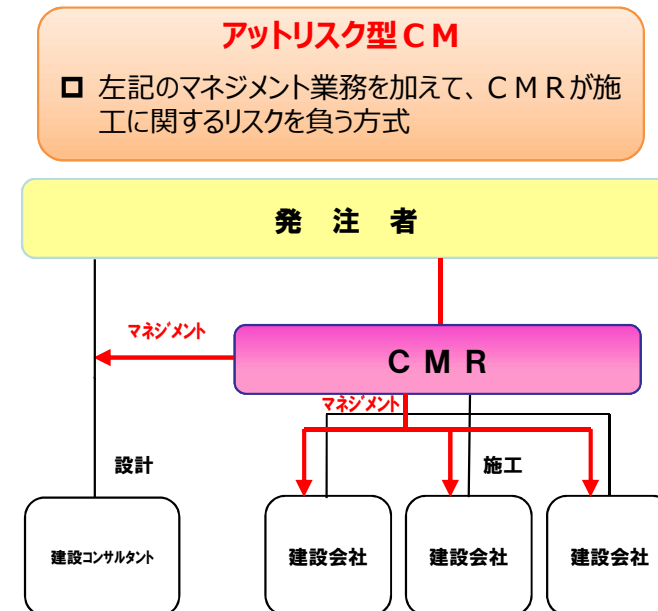 アットリスク型CM
左記のマネジメント業務を加えて、CMRが施
工に関するリスクを負う方式
発 注 者
マネジメント
CMR
マネジメント
設計
施工
建設コンサルタント
建設会社
建設会社
建設会社